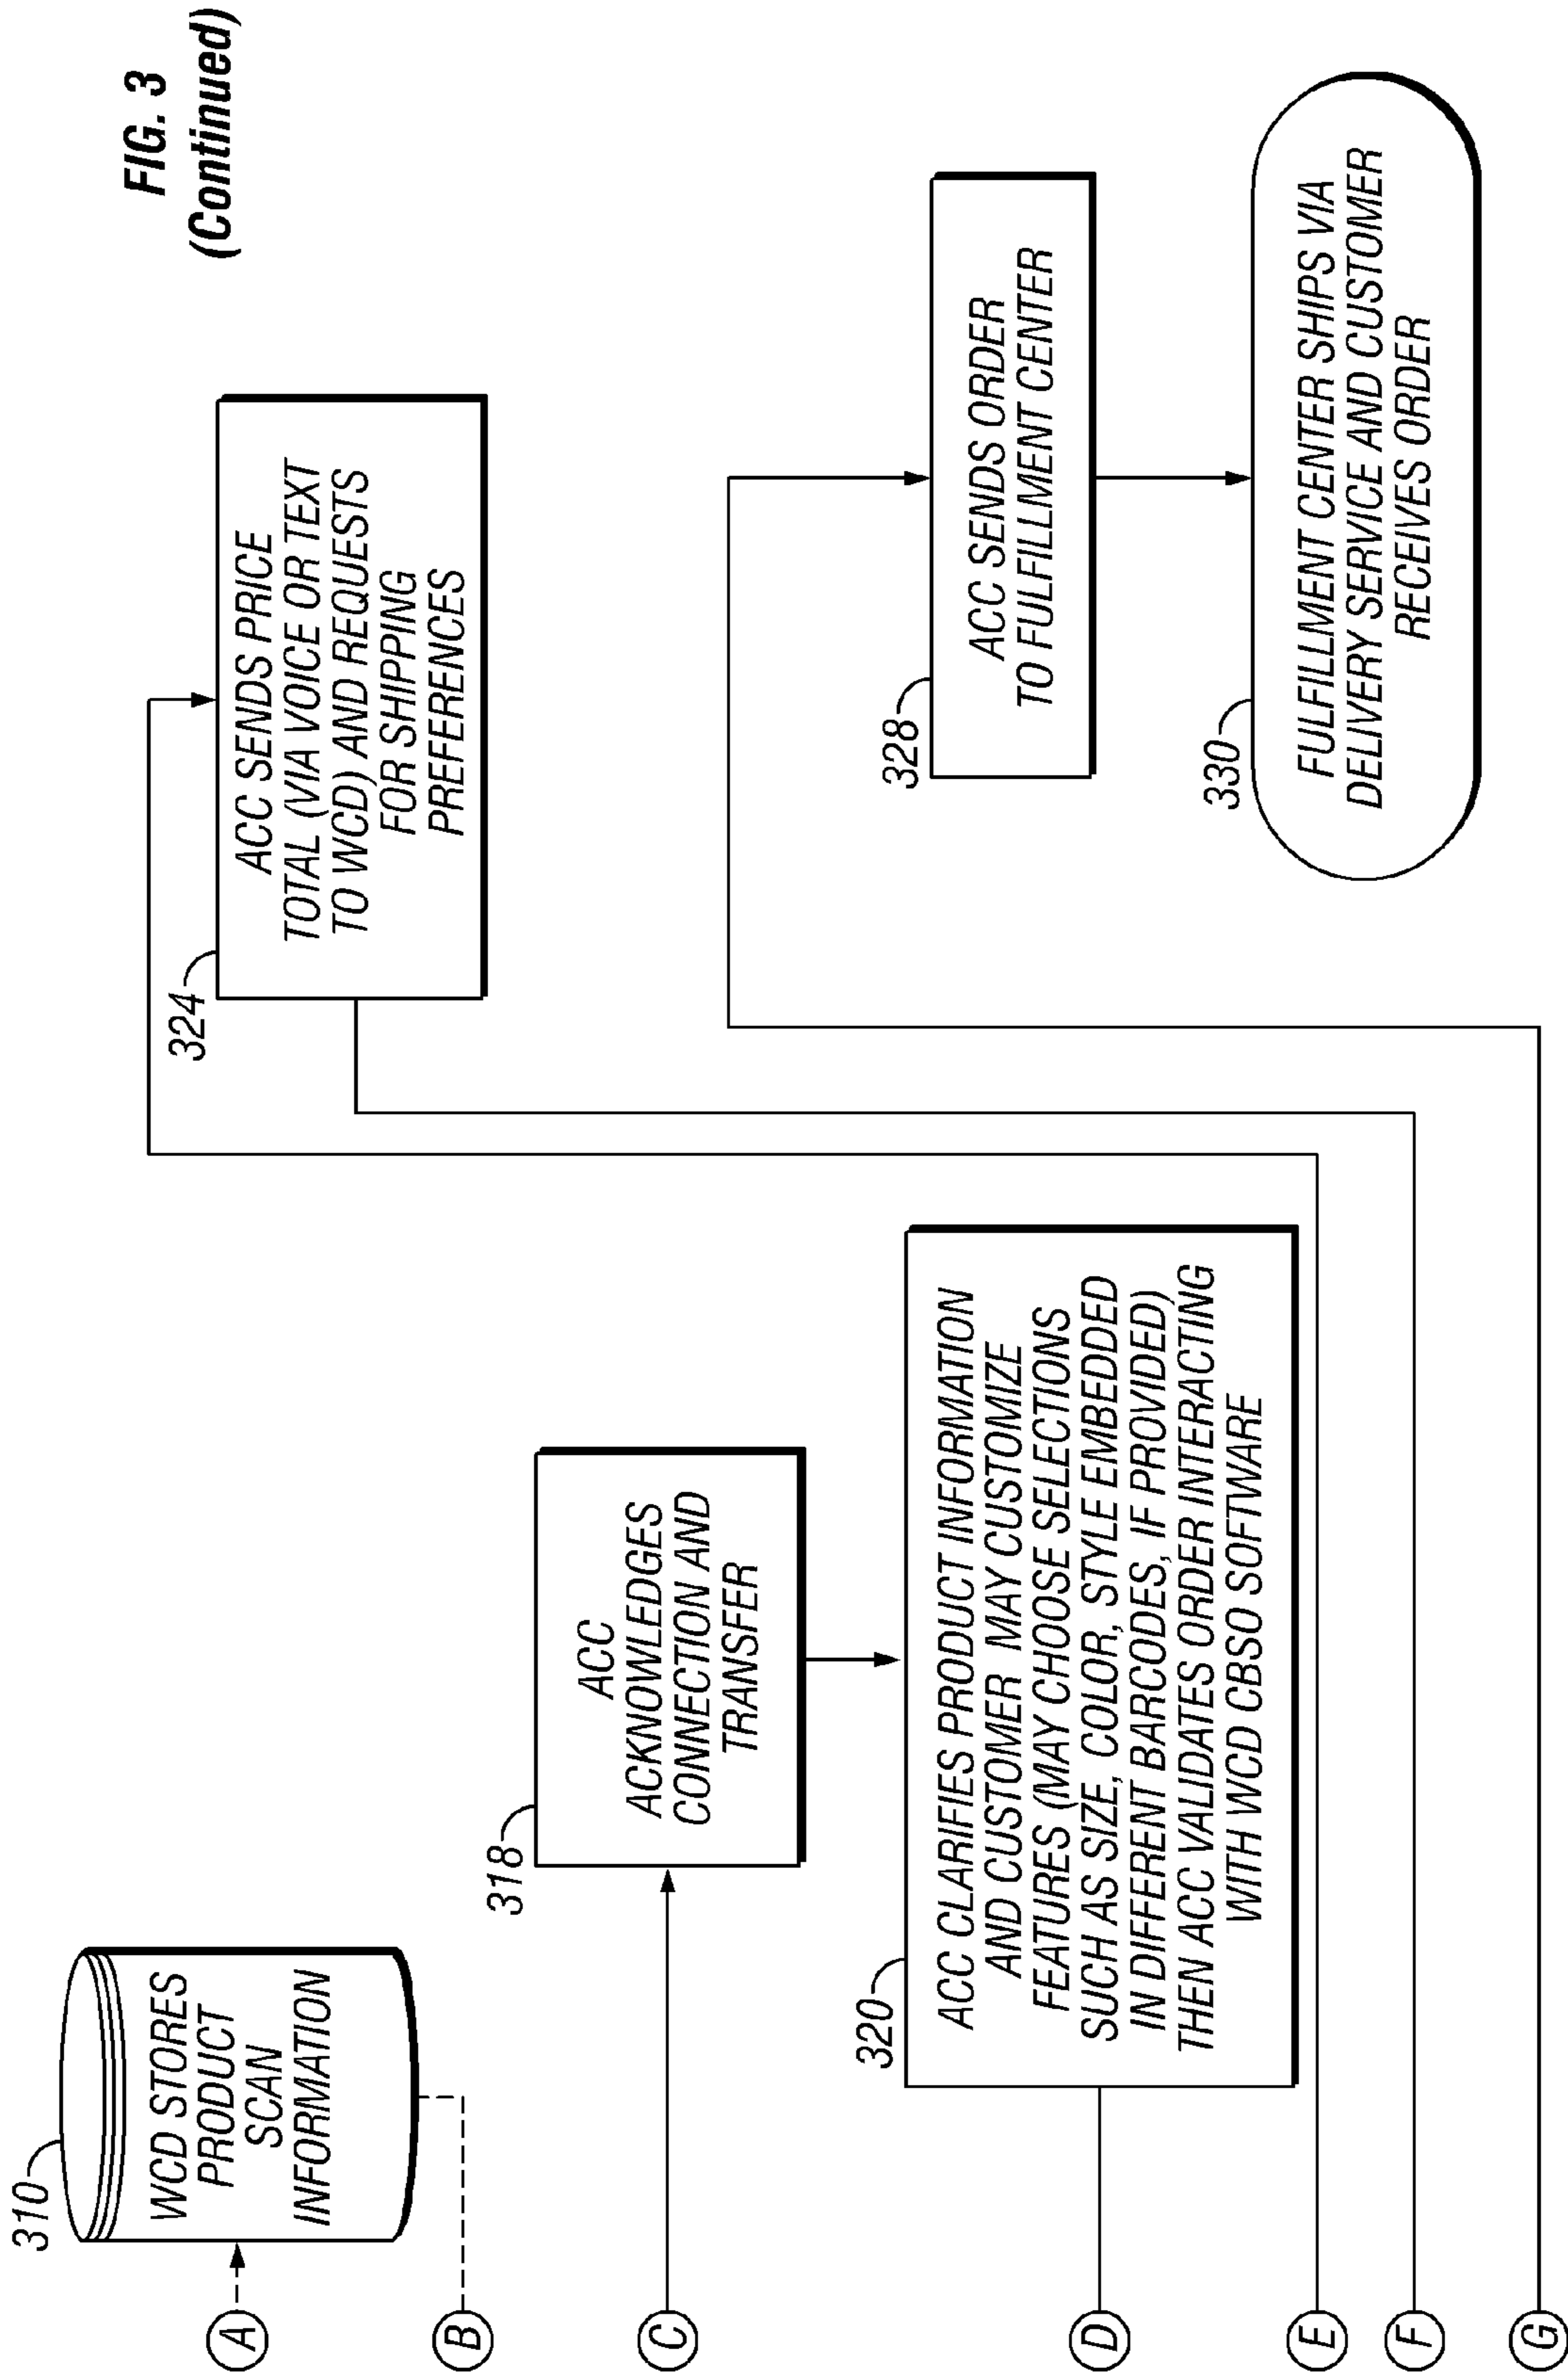 FIG. 3
(Continued)
310
WCD STORES
PRODUCT
SCAN
INFORMATION
A
B
324
ACC SENDS PRICE
TOTAL (VIA VOICE OR TEXT
TO WCD) AND REQUESTS
FOR SHIPPING
PREFERENCES
318
ACC
ACKNOWLEDGES
CONNECTION AND
TRANSFER
C
328
ACC SENDS ORDER
TO FULFILLMENT CENTER
320
ACC CLARIFIES PRODUCT INFORMATION
AND CUSTOMER MAY CUSTOMIZE
FEATURES (MAY CHOOSE SELECTIONS
SUCH AS SIZE, COLOR, STYLE EMBEDDED
IN DIFFERENT BARCODES, IF PROVIDED)
THEN ACC VALIDATES ORDER INTERACTING
WITH WCD CBSO SOFTWARE
D
330
FULFILLMENT CENTER SHIPS VIA
DELIVERY SERVICE AND CUSTOMER
RECEIVES ORDER
E
F
G